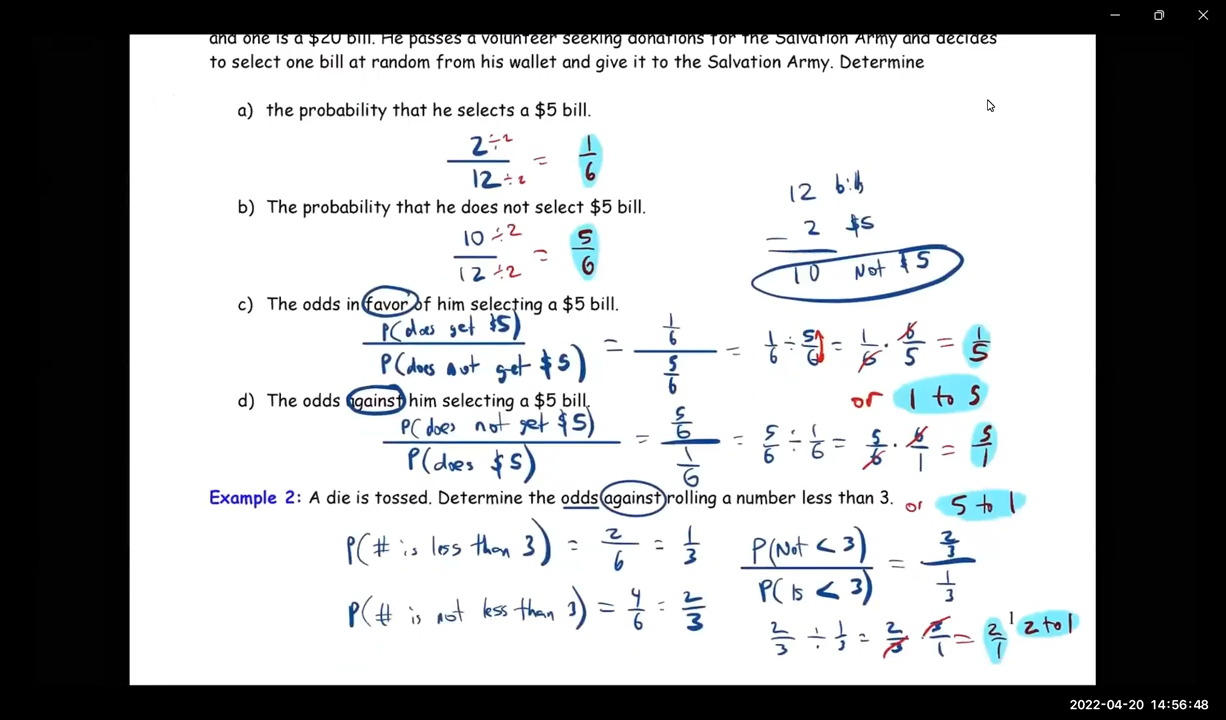 and one is a $20 bill. He passes a volunteer seeking donations for the Salvation Army and decides
to select one bill at random from his wallet and give it to the Salvation Army. Determine
a) the probability that he selects a $5 bill.
2÷2 / 12÷2 = 1/6
12 bills
b) The probability that he does not select $5 bill.
- 2 $5
10÷2 / 12÷2 = 5/6
10 Not $5
c) The odds in favor of him selecting a $5 bill.
P(does get $5) / P(does not get $5) = 1/6 / 5/6 = 1/6 ÷ 5/6 = 1/6 · 6/5 = 1/5
or 1 to 5
d) The odds against him selecting a $5 bill.
P(does not get $5) / P(does $5) = 5/6 / 1/6 = 5/6 ÷ 1/6 = 5/6 · 6/1 = 5/1
or 5 to 1
Example 2: A die is tossed. Determine the odds against rolling a number less than 3.
P(# is less than 3) = 2/6 = 1/3
P(Not < 3) / P(Is < 3) = 2/3 / 1/3
P(# is not less than 3) = 4/6 = 2/3
2/3 ÷ 1/3 = 2/3 · 3/1 = 2/1 | 2 to 1
2022-04-20 14:56:48